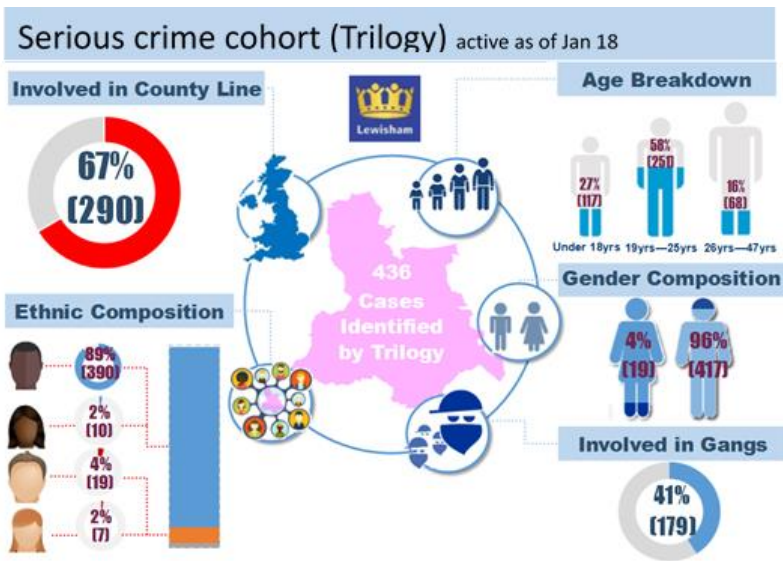 Serious crime cohort (Trilogy) active as of Jan 18
Involved in County Line
67%
(290)
Lewisham
Age Breakdown
27%
(117)
58%
(251)
16%
(68)
Under 18yrs 19yrs—25yrs 26yrs—47yrs
436
Cases
Identified
by Trilogy
Ethnic Composition
89%
(390)
2%
(10)
4%
(19)
2%
(7)
Gender Composition
4%
(19)
96%
(417)
Involved in Gangs
41%
(179)